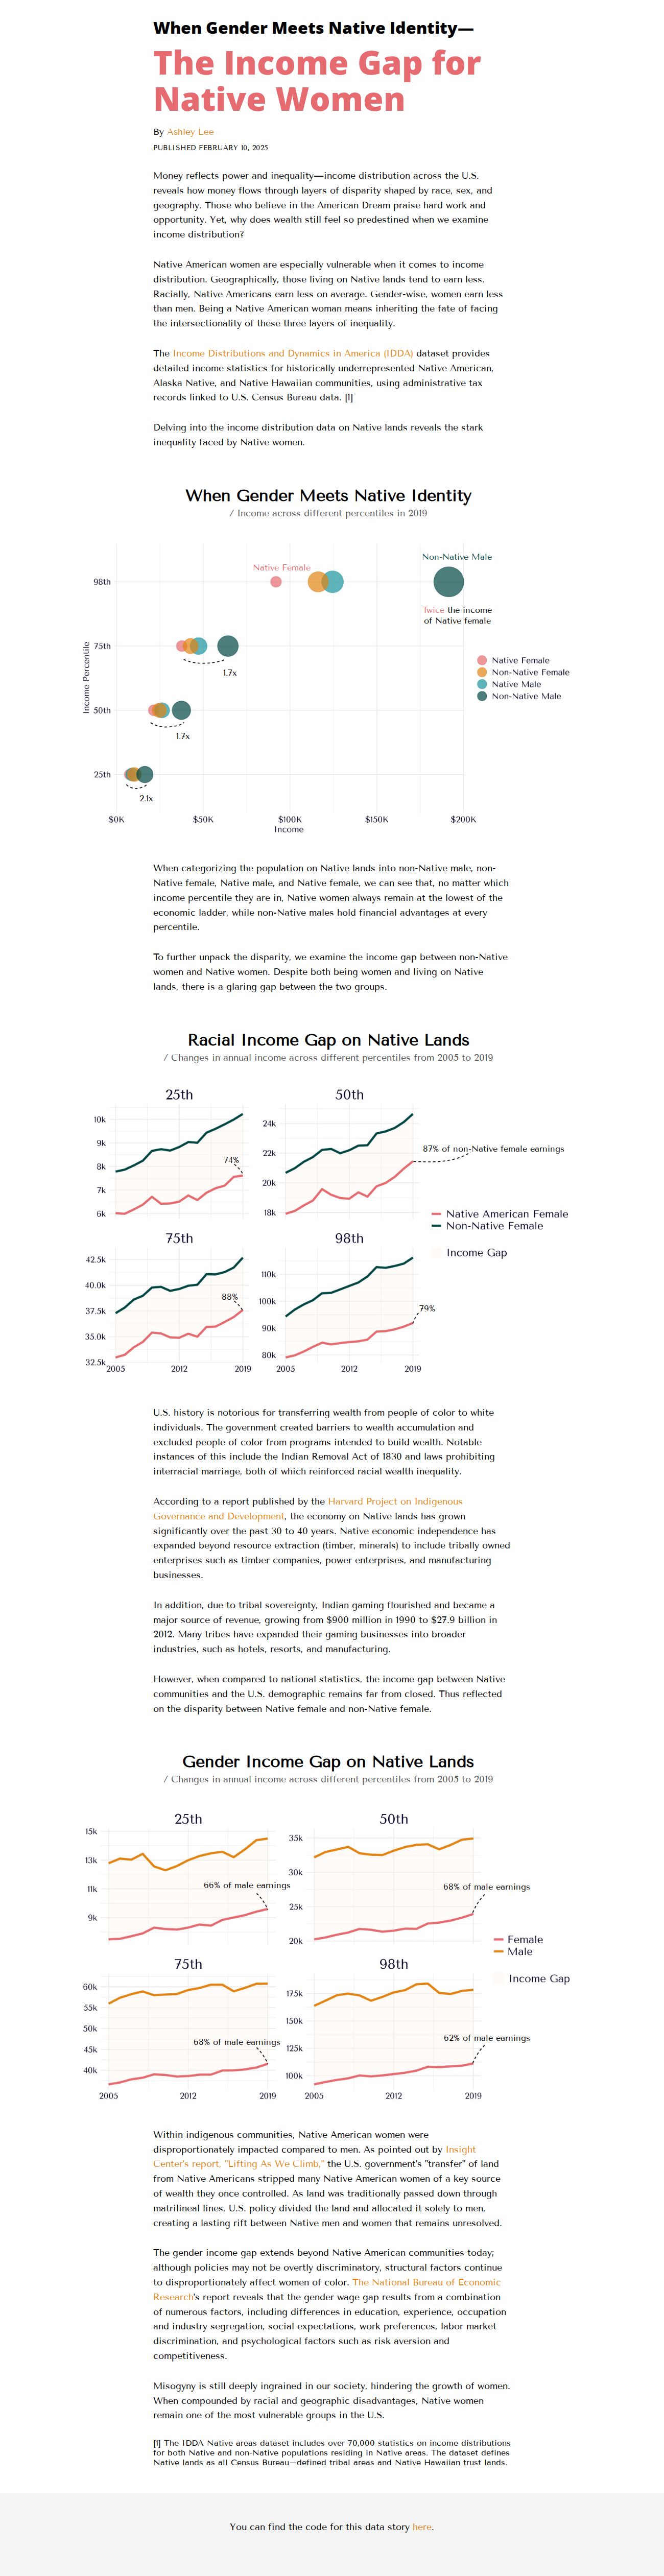 When Gender Meets Native Identity—
The Income Gap for
Native Women
By Ashley Lee
PUBLISHED FEBRUARY 10, 2025
Money reflects power and inequality—income distribution across the U.S.
reveals how money flows through layers of disparity shaped by race, sex, and
geography. Those who believe in the American Dream praise hard work and
opportunity. Yet, why does wealth still feel so predestined when we examine
income distribution?
Native American women are especially vulnerable when it comes to income
distribution. Geographically, those living on Native lands tend to earn less.
Racially, Native Americans earn less on average. Gender-wise, women earn less
than men. Being a Native American woman means inheriting the fate of facing
the intersectionality of these three layers of inequality.
The Income Distributions and Dynamics in America (IDDA) dataset provides
detailed income statistics for historically underrepresented Native American,
Alaska Native, and Native Hawaiian communities, using administrative tax
records linked to U.S. Census Bureau data. [1]
Delving into the income distribution data on Native lands reveals the stark
inequality faced by Native women.
When Gender Meets Native Identity
/ Income across different percentiles in 2019
Non-Native Male
Native Female
98th
Twice the income
of Native female
75th
1.7x
Income Percentile
Native Female
Non-Native Female
Native Male
Non-Native Male
50th
1.7x
25th
2.1x
$0K $50K $100K $150K $200K
Income
When categorizing the population on Native lands into non-Native male, non-
Native female, Native male, and Native female, we can see that, no matter which
income percentile they are in, Native women always remain at the lowest of the
economic ladder, while non-Native males hold financial advantages at every
percentile.
To further unpack the disparity, we examine the income gap between non-Native
women and Native women. Despite both being women and living on Native
lands, there is a glaring gap between the two groups.
Racial Income Gap on Native Lands
/ Changes in annual income across different percentiles from 2005 to 2019
25th
10k
9k
8k
7k
6k
74%
50th
24k
22k
20k
18k
87% of non-Native female earnings
Native American Female
Non-Native Female
Income Gap
75th
42.5k
40.0k
37.5k
35.0k
32.5k
88%
2005 2012 2019
98th
110k
100k
90k
80k
79%
2005 2012 2019
U.S. history is notorious for transferring wealth from people of color to white
individuals. The government created barriers to wealth accumulation and
excluded people of color from programs intended to build wealth. Notable
instances of this include the Indian Removal Act of 1830 and laws prohibiting
interracial marriage, both of which reinforced racial wealth inequality.
According to a report published by the Harvard Project on Indigenous
Governance and Development, the economy on Native lands has grown
significantly over the past 30 to 40 years. Native economic independence has
expanded beyond resource extraction (timber, minerals) to include tribally owned
enterprises such as timber companies, power enterprises, and manufacturing
businesses.
In addition, due to tribal sovereignty, Indian gaming flourished and became a
major source of revenue, growing from $900 million in 1990 to $27.9 billion in
2012. Many tribes have expanded their gaming businesses into broader
industries, such as hotels, resorts, and manufacturing.
However, when compared to national statistics, the income gap between Native
communities and the U.S. demographic remains far from closed. Thus reflected
on the disparity between Native female and non-Native female.
Gender Income Gap on Native Lands
/ Changes in annual income across different percentiles from 2005 to 2019
25th
15k
13k
11k
9k
66% of male earnings
50th
35k
30k
25k
20k
68% of male earnings
Female
Male
Income Gap
75th
60k
55k
50k
45k
40k
68% of male earnings
2005 2012 2019
98th
175k
150k
125k
100k
62% of male earnings
2005 2012 2019
Within indigenous communities, Native American women were
disproportionately impacted compared to men. As pointed out by Insight
Center's report, "Lifting As We Climb," the U.S. government's "transfer" of land
from Native Americans stripped many Native American women of a key source
of wealth they once controlled. As land was traditionally passed down through
matrilineal lines, U.S. policy divided the land and allocated it solely to men,
creating a lasting rift between Native men and women that remains unresolved.
The gender income gap extends beyond Native American communities today;
although policies may not be overtly discriminatory, structural factors continue
to disproportionately affect women of color. The National Bureau of Economic
Research's report reveals that the gender wage gap results from a combination
of numerous factors, including differences in education, experience, occupation
and industry segregation, social expectations, work preferences, labor market
discrimination, and psychological factors such as risk aversion and
competitiveness.
Misogyny is still deeply ingrained in our society, hindering the growth of women.
When compounded by racial and geographic disadvantages, Native women
remain one of the most vulnerable groups in the U.S.
[1] The IDDA Native areas dataset includes over 70,000 statistics on income distributions
for both Native and non-Native populations residing in Native areas. The dataset defines
Native lands as all Census Bureau–defined tribal areas and Native Hawaiian trust lands.
You can find the code for this data story here.